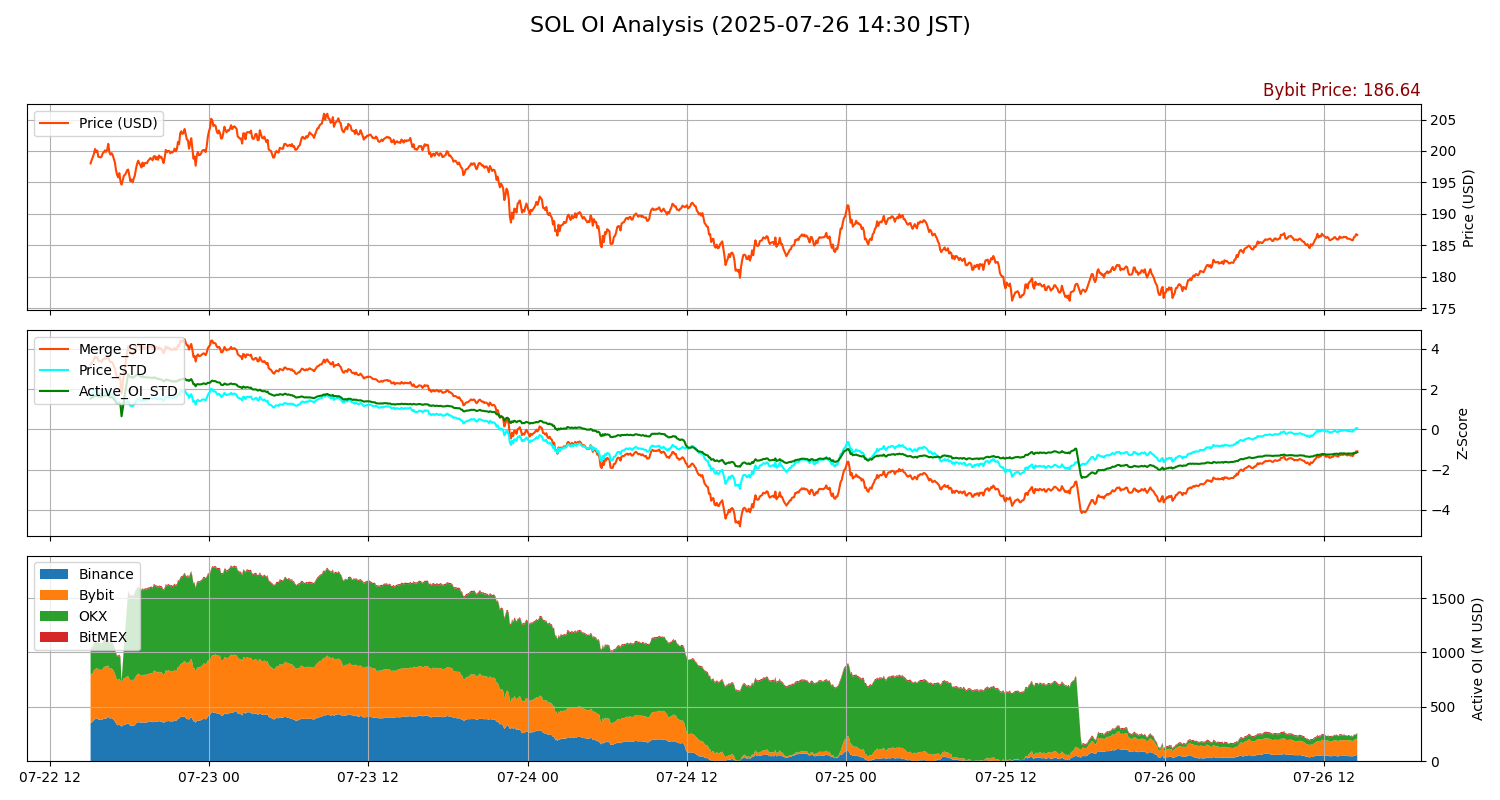 SOL OI Analysis (2025-07-26 14:30 JST)
Bybit Price: 186.64
Price (USD)
205
200
195
190
185
180
175
Price (USD)
Merge_STD
Price_STD
Active_OI_STD
4
2
0
−2
−4
Z-Score
Binance
Bybit
OKX
BitMEX
1500
1000
500
0
Active OI (M USD)
07-22 12 07-23 00 07-23 12 07-24 00 07-24 12 07-25 00 07-25 12 07-26 00 07-26 12